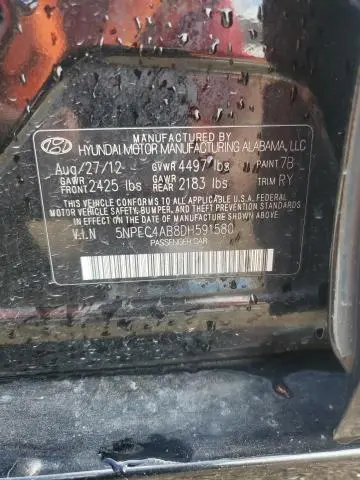 MANUFACTURED BY
HYUNDAI MOTOR MANUFACTURING ALABAMA, LLC
Aug/27/12 GVWR 4497 lbs PAINT 7B
GAWR FRONT 2425 lbs GAWR REAR 2183 lbs TRIM RY
THIS VEHICLE CONFORMS TO ALL APPLICABLE U.S.A. FEDERAL
MOTOR VEHICLE SAFETY, BUMPER, AND THEFT PREVENTION
STANDARDS IN EFFECT ON THE DATE OF MANUFACTURE SHOWN ABOVE.
V.I.N 5NPEC4AB8DH591580
PASSENGER CAR